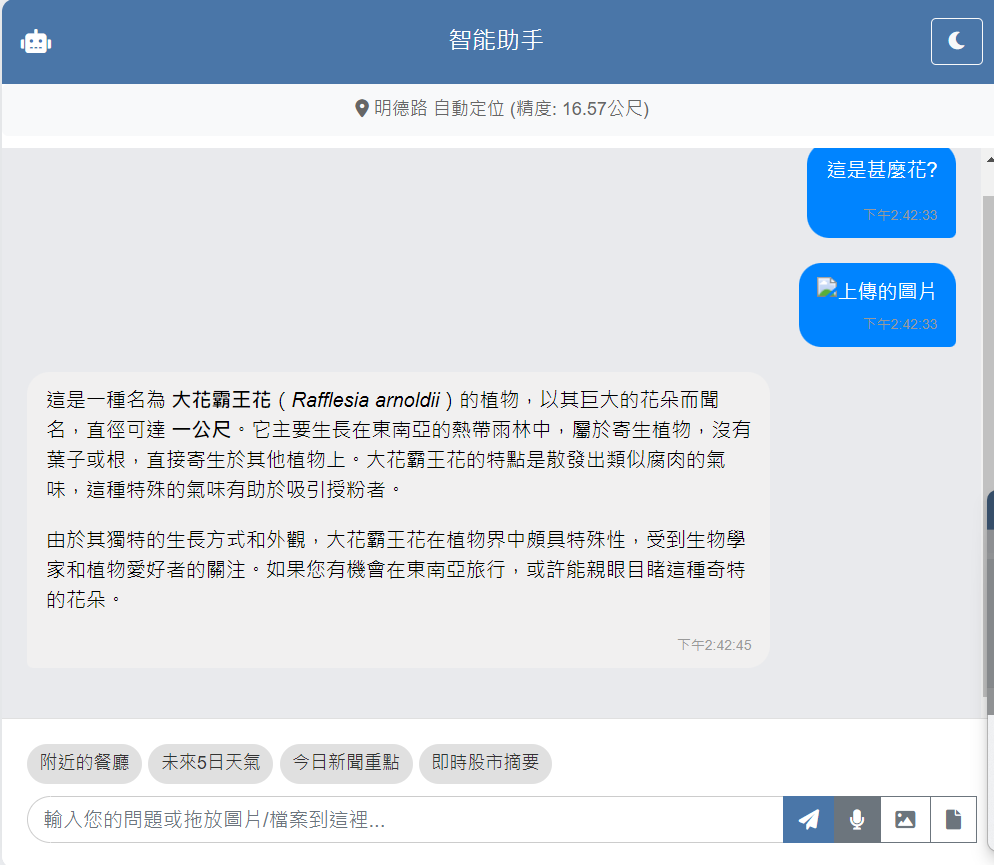 智能助手
明德路 自動定位 (精度: 16.57公尺)
這是甚麼花?
下午2:42:33
上傳的圖片
下午2:42:33
這是一種名為 大花霸王花（Rafflesia arnoldii）的植物，以其巨大的花朵而聞
名，直徑可達 一公尺。它主要生長在東南亞的熱帶雨林中，屬於寄生植物，沒有
葉子或根，直接寄生於其他植物上。大花霸王花的特點是散發出類似腐肉的氣
味，這種特殊的氣味有助於吸引授粉者。
由於其獨特的生長方式和外觀，大花霸王花在植物界中頗具特殊性，受到生物學
家和植物愛好者的關注。如果您有機會在東南亞旅行，或許能親眼目睹這種奇特
的花朵。
下午2:42:45
附近的餐廳 未來5日天氣 今日新聞重點 即時股市摘要
輸入您的問題或拖放圖片/檔案到這裡...